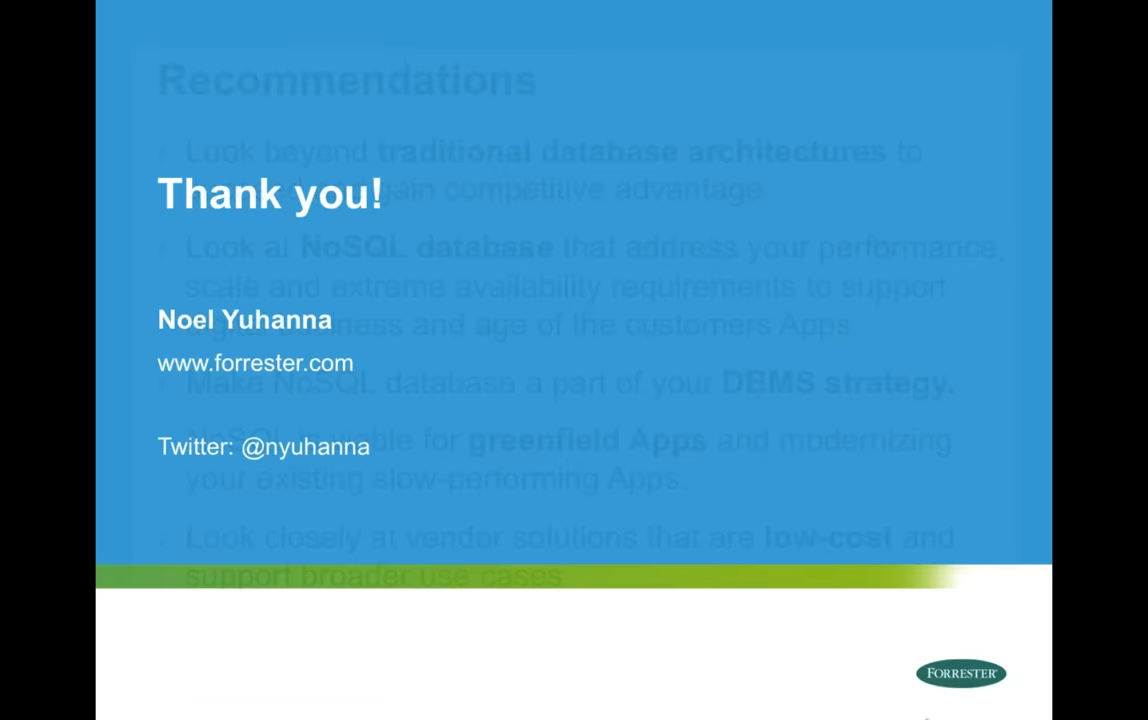 Recommendations
Look beyond traditional database architectures to
gain competitive advantage
Thank you!
Look at NoSQL database that address your performance,
scale and extreme availability requirements to support
and age of the customers Apps
Noel Yuhanna
www.forrester.com
Make NoSQL database a part of your DBMS strategy.
for greenfield Apps and modernizing
Twitter: @nyuhanna
your existing slow-performing Apps.
Look closely at vendor solutions that are low-cost and
support broader use cases
FORRESTER